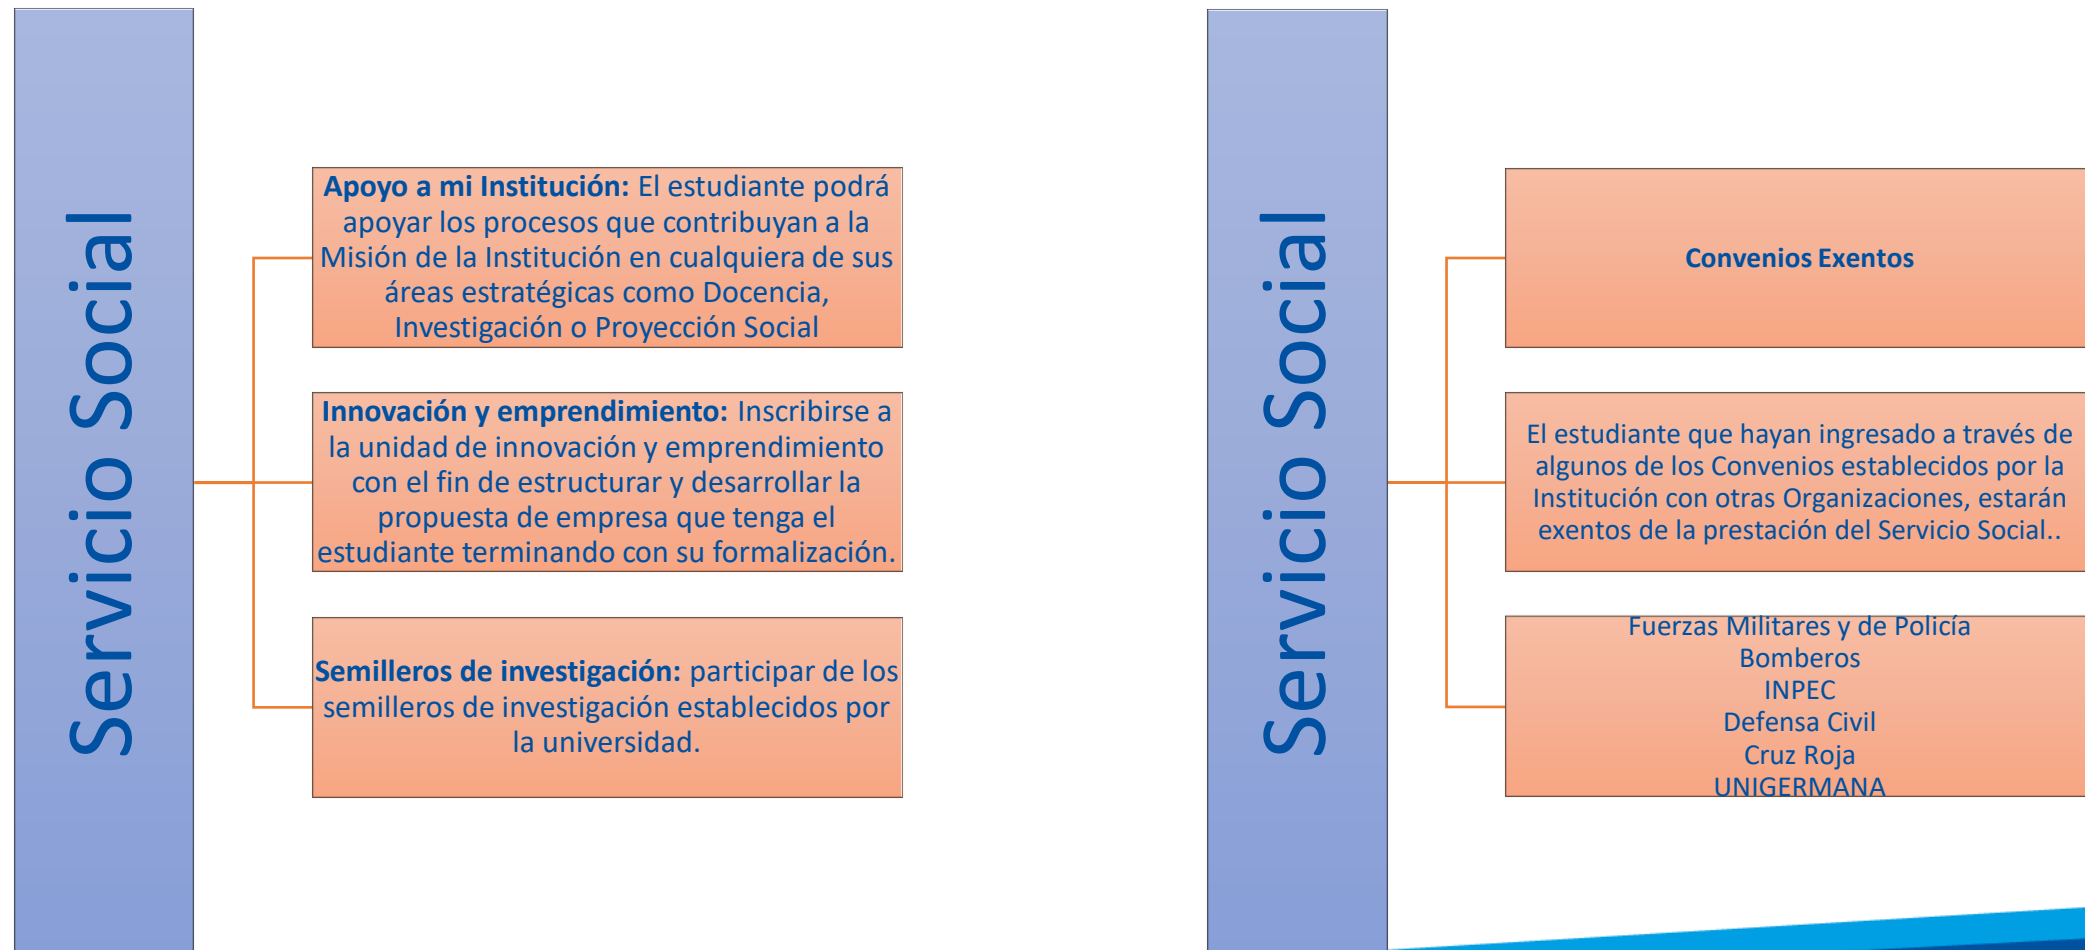 Servicio Social
Apoyo a mi Institución: El estudiante podrá
apoyar los procesos que contribuyan a la
Misión de la Institución en cualquiera de sus
áreas estratégicas como Docencia,
Investigación o Proyección Social
Innovación y emprendimiento: Inscribirse a
la unidad de innovación y emprendimiento
con el fin de estructurar y desarrollar la
propuesta de empresa que tenga el
estudiante terminando con su formalización.
Semilleros de investigación: participar de los
semilleros de investigación establecidos por
la universidad.
Servicio Social
Convenios Exentos
El estudiante que hayan ingresado a través de
algunos de los Convenios establecidos por la
Institución con otras Organizaciones, estarán
exentos de la prestación del Servicio Social..
Fuerzas Militares y de Policía
Bomberos
INPEC
Defensa Civil
Cruz Roja
UNIGERMANA